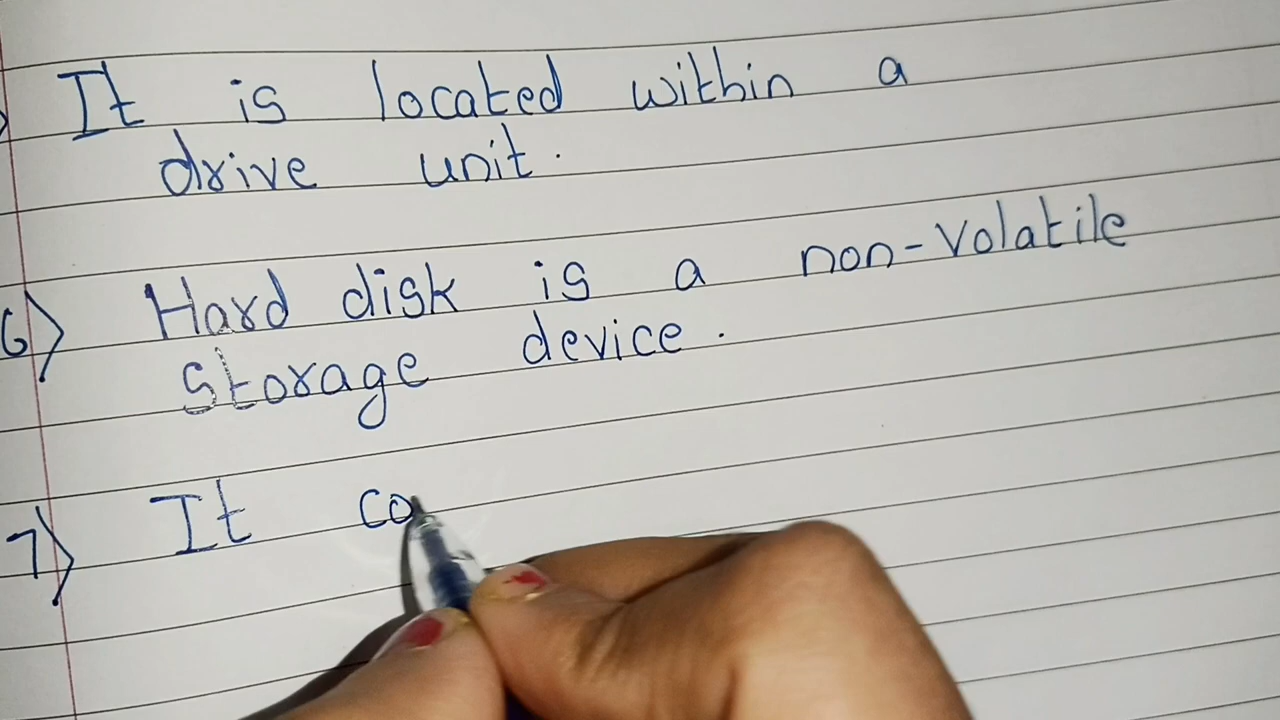 It is located within a
drive unit.
6) Hard disk is a non-volatile
storage device.
7) It co